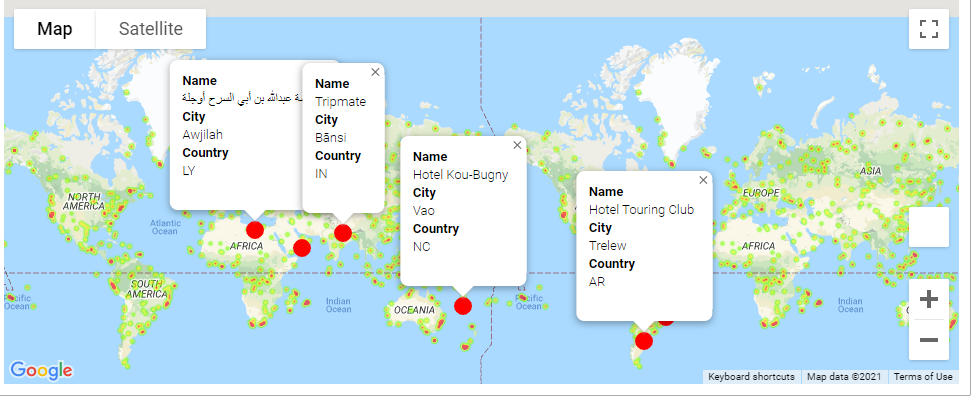 Map
Satellite
Name
سة عبدالله بن أبي السرح أوجلة
City
Awjilah
Country
LY
Name
Tripmate
City
Bānsi
Country
IN
Name
Hotel Kou-Bugny
City
Vao
Country
NC
Name
Hotel Touring Club
City
Trelew
Country
AR
NORTH
AMERICA
Atlantic
Ocean
AFRICA
SOUTH
AMERICA
Indian
Ocean
OCEANIA
Pacific
Ocean
EUROPE
ASIA
AFRICA
Indian
Ocean
Pacific
Ocean
Google
Keyboard shortcuts
Map data ©2021
Terms of Use